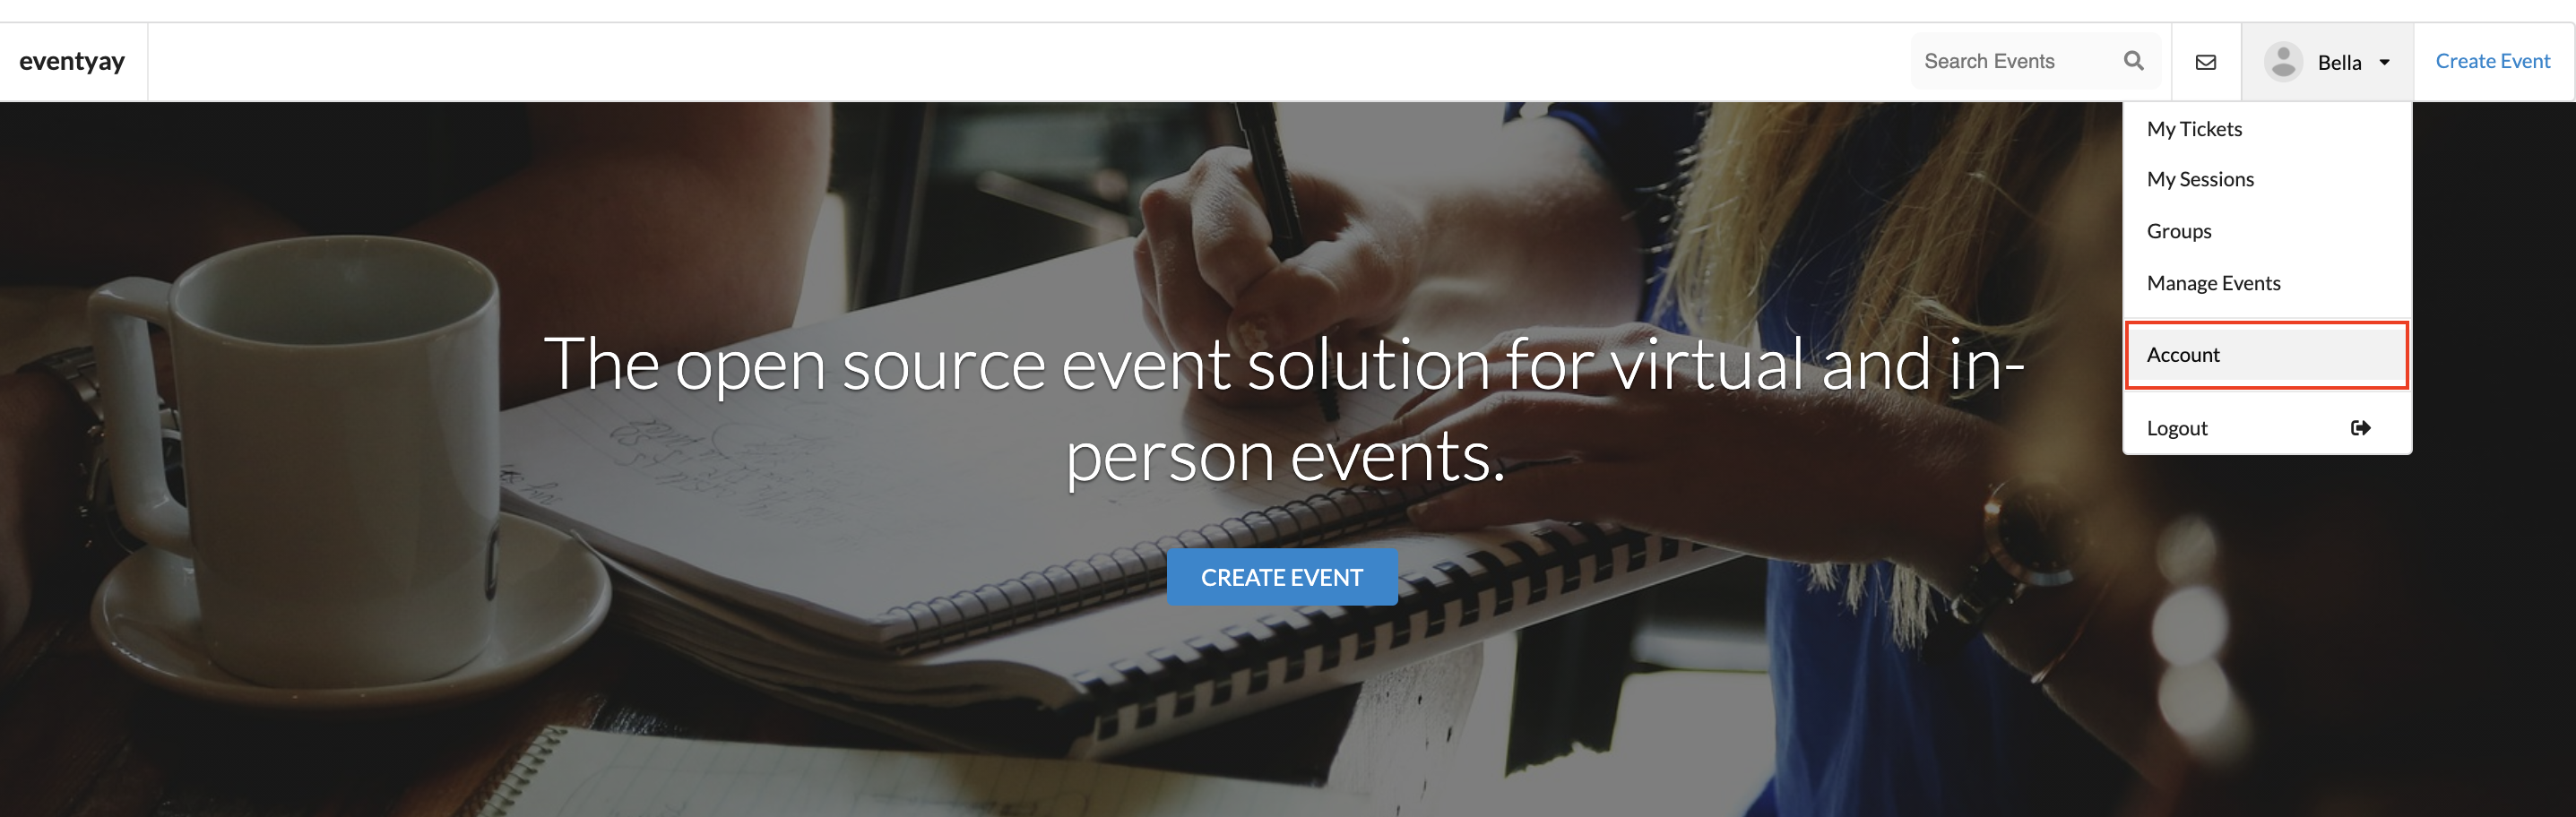 eventyay
Search Events
Bella
Create Event
My Tickets
My Sessions
Groups
Manage Events
Account
Logout
The open source event solution for virtual and in-
person events.
CREATE EVENT